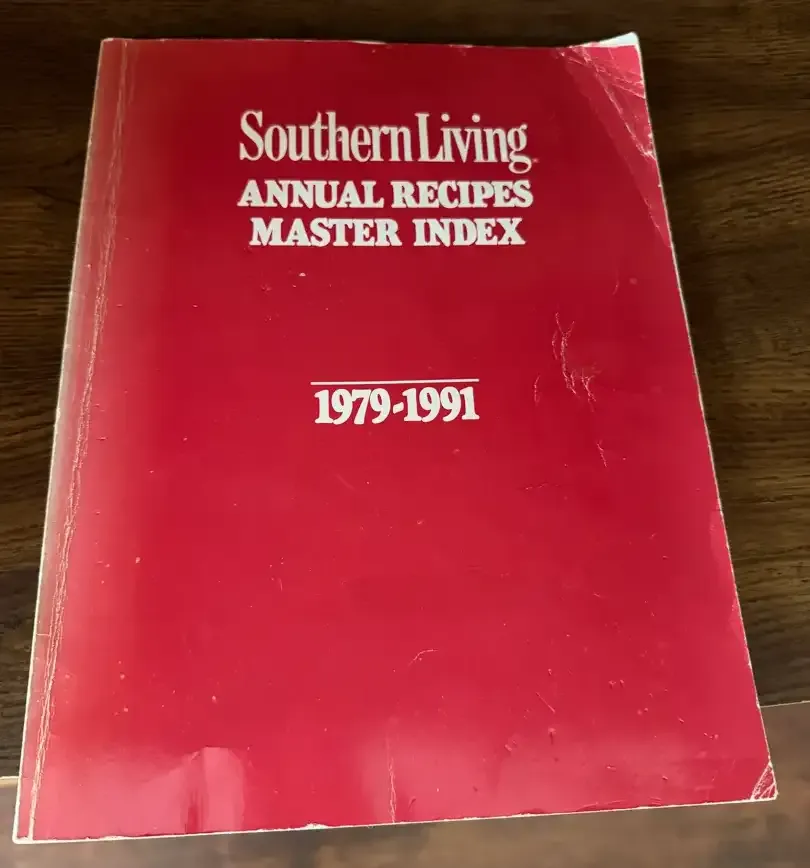 Southern Living
ANNUAL RECIPES
MASTER INDEX
1979-1991